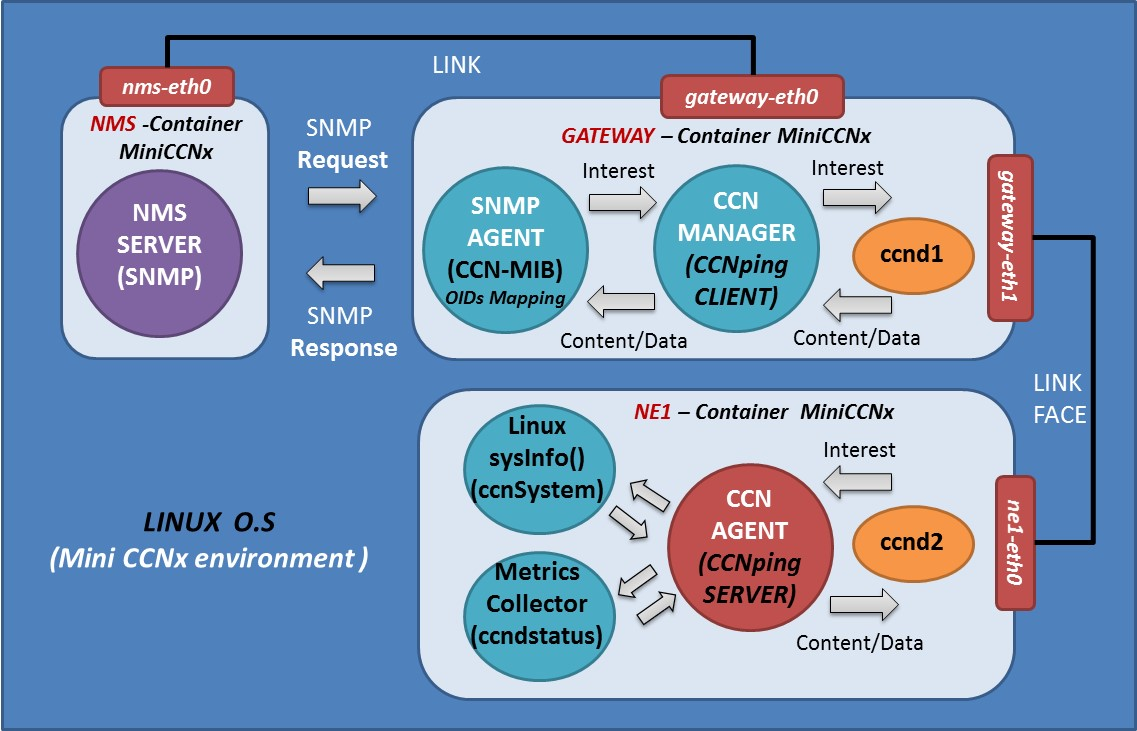 LINK
nms-eth0
gateway-eth0
NMS -Container
MiniCCNx
NMS
SERVER
(SNMP)
SNMP
Request
SNMP
Response
GATEWAY – Container MiniCCNx
Interest
Interest
SNMP
AGENT
(CCN-MIB)
OIDs Mapping
CCN
MANAGER
(CCNping
CLIENT)
ccnd1
Content/Data
Content/Data
gateway-eth1
LINK
FACE
NE1 – Container MiniCCNx
Linux
sysInfo()
(ccnSystem)
Metrics
Collector
(ccndstatus)
CCN
AGENT
(CCNping
SERVER)
Interest
ccnd2
Content/Data
ne1-eth0
LINUX O.S
(Mini CCNx environment )